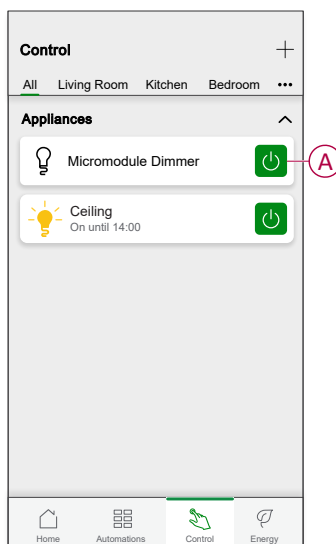 Control
All Living Room Kitchen Bedroom •••
Appliances
Micromodule Dimmer
A
Ceiling
On until 14:00
Home Automations Control Energy